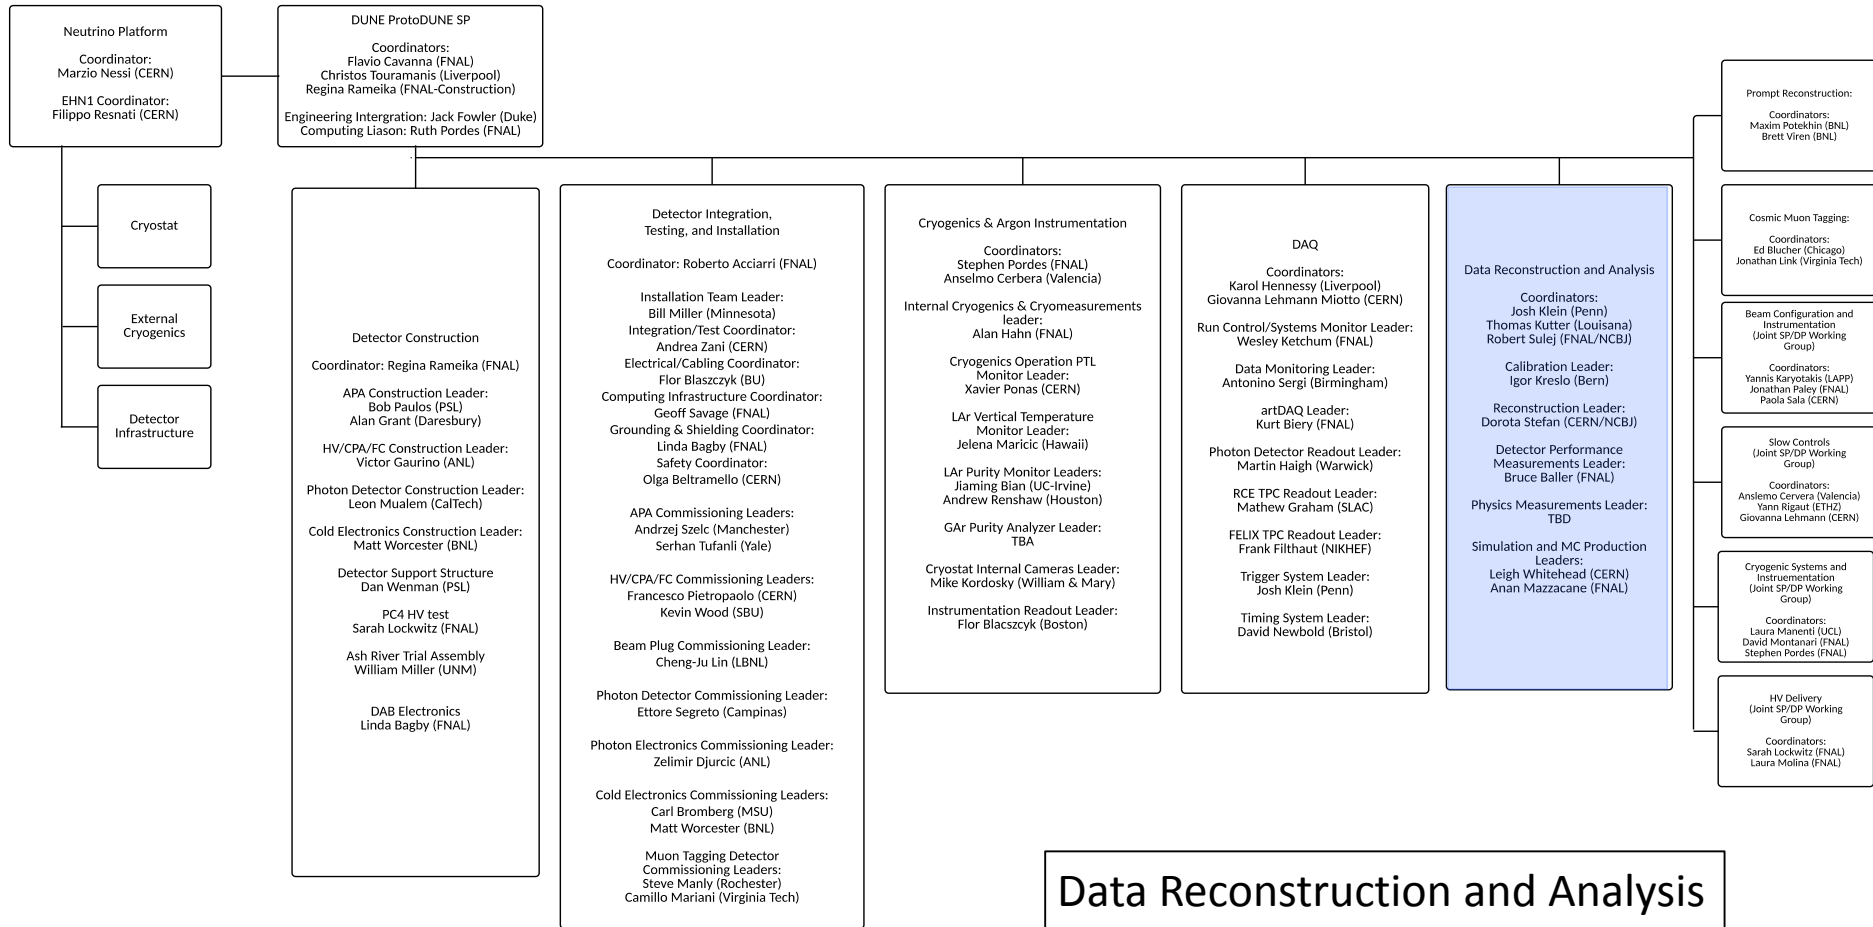 Neutrino Platform
Coordinator:
Marzio Nessi (CERN)
EHN1 Coordinator:
Filippo Resnati (CERN)
DUNE ProtoDUNE SP
Coordinators:
Flavio Cavanna (FNAL)
Christos Touramanis (Liverpool)
Regina Rameika (FNAL-Construction)
Engineering Intergration: Jack Fowler (Duke)
Computing Liason: Ruth Pordes (FNAL)
Cryostat
External
Cryogenics
Detector
Infrastructure
Detector Construction
Coordinator: Regina Rameika (FNAL)
APA Construction Leader:
Bob Paulos (PSL)
Alan Grant (Daresbury)
HV/CPA/FC Construction Leader:
Victor Gaurino (ANL)
Photon Detector Construction Leader:
Leon Mualem (CalTech)
Cold Electronics Construction Leader:
Matt Worcester (BNL)
Detector Support Structure
Dan Wenman (PSL)
PC4 HV test
Sarah Lockwitz (FNAL)
Ash River Trial Assembly
William Miller (UNM)
DAB Electronics
Linda Bagby (FNAL)
Detector Integration,
Testing, and Installation
Coordinator: Roberto Acciarri (FNAL)
Installation Team Leader:
Bill Miller (Minnesota)
Integration/Test Coordinator:
Andrea Zani (CERN)
Electrical/Cabling Coordinator:
Flor Blaszczyk (BU)
Computing Infrastructure Coordinator:
Geoff Savage (FNAL)
Grounding & Shielding Coordinator:
Linda Bagby (FNAL)
Safety Coordinator:
Olga Beltramello (CERN)
APA Commissioning Leaders:
Andrzej Szelc (Manchester)
Serhan Tufanli (Yale)
HV/CPA/FC Commissioning Leaders:
Francesco Pietropaolo (CERN)
Kevin Wood (SBU)
Beam Plug Commissioning Leader:
Cheng-Ju Lin (LBNL)
Photon Detector Commissioning Leader:
Ettore Segreto (Campinas)
Photon Electronics Commissioning Leader:
Zelimir Djurcic (ANL)
Cold Electronics Commissioning Leaders:
Carl Bromberg (MSU)
Matt Worcester (BNL)
Muon Tagging Detector
Commissioning Leaders:
Steve Manly (Rochester)
Camillo Mariani (Virginia Tech)
Cryogenics & Argon Instrumentation
Coordinators:
Stephen Pordes (FNAL)
Anselmo Cerbera (Valencia)
Internal Cryogenics & Cryomeasurements
leader:
Alan Hahn (FNAL)
Cryogenics Operation PTL
Monitor Leader:
Xavier Ponas (CERN)
LAr Vertical Temperature
Monitor Leader:
Jelena Maricic (Hawaii)
LAr Purity Monitor Leaders:
Jiaming Bian (UC-Irvine)
Andrew Renshaw (Houston)
GAr Purity Analyzer Leader:
TBA
Cryostat Internal Cameras Leader:
Mike Kordosky (William & Mary)
Instrumentation Readout Leader:
Flor Blacszcyk (Boston)
DAQ
Coordinators:
Karol Hennessy (Liverpool)
Giovanna Lehmann Miotto (CERN)
Run Control/Systems Monitor Leader:
Wesley Ketchum (FNAL)
Data Monitoring Leader:
Antonino Sergi (Birmingham)
artDAQ Leader:
Kurt Biery (FNAL)
Photon Detector Readout Leader:
Martin Haigh (Warwick)
RCE TPC Readout Leader:
Mathew Graham (SLAC)
FELIX TPC Readout Leader:
Frank Filthaut (NIKHEF)
Trigger System Leader:
Josh Klein (Penn)
Timing System Leader:
David Newbold (Bristol)
Data Reconstruction and Analysis
Coordinators:
Josh Klein (Penn)
Thomas Kutter (Louisana)
Robert Sulej (FNAL/NCBJ)
Calibration Leader:
Igor Kreslo (Bern)
Reconstruction Leader:
Dorota Stefan (CERN/NCBJ)
Detector Performance
Measurements Leader:
Bruce Baller (FNAL)
Physics Measurements Leader:
TBD
Simulation and MC Production
Leaders:
Leigh Whitehead (CERN)
Anan Mazzacane (FNAL)
Prompt Reconstruction:
Coordinators:
Maxim Potekhin (BNL)
Brett Viren (BNL)
Cosmic Muon Tagging:
Coordinators:
Ed Blucher (Chicago)
Jonathan Link (Virginia Tech)
Beam Configuration and
Instrumentation
(Joint SP/DP Working
Group)
Coordinators:
Yannis Karyotakis (LAPP)
Jonathan Paley (FNAL)
Paola Sala (CERN)
Slow Controls
(Joint SP/DP Working
Group)
Coordinators:
Anslemo Cervera (Valencia)
Yann Rigaut (ETHZ)
Giovanna Lehmann (CERN)
Cryogenic Systems and
Instruementation
(Joint SP/DP Working
Group)
Coordinators:
Laura Manenti (UCL)
David Montanari (FNAL)
Stephen Pordes (FNAL)
HV Delivery
(Joint SP/DP Working
Group)
Coordinators:
Sarah Lockwitz (FNAL)
Laura Molina (FNAL)
Data Reconstruction and Analysis